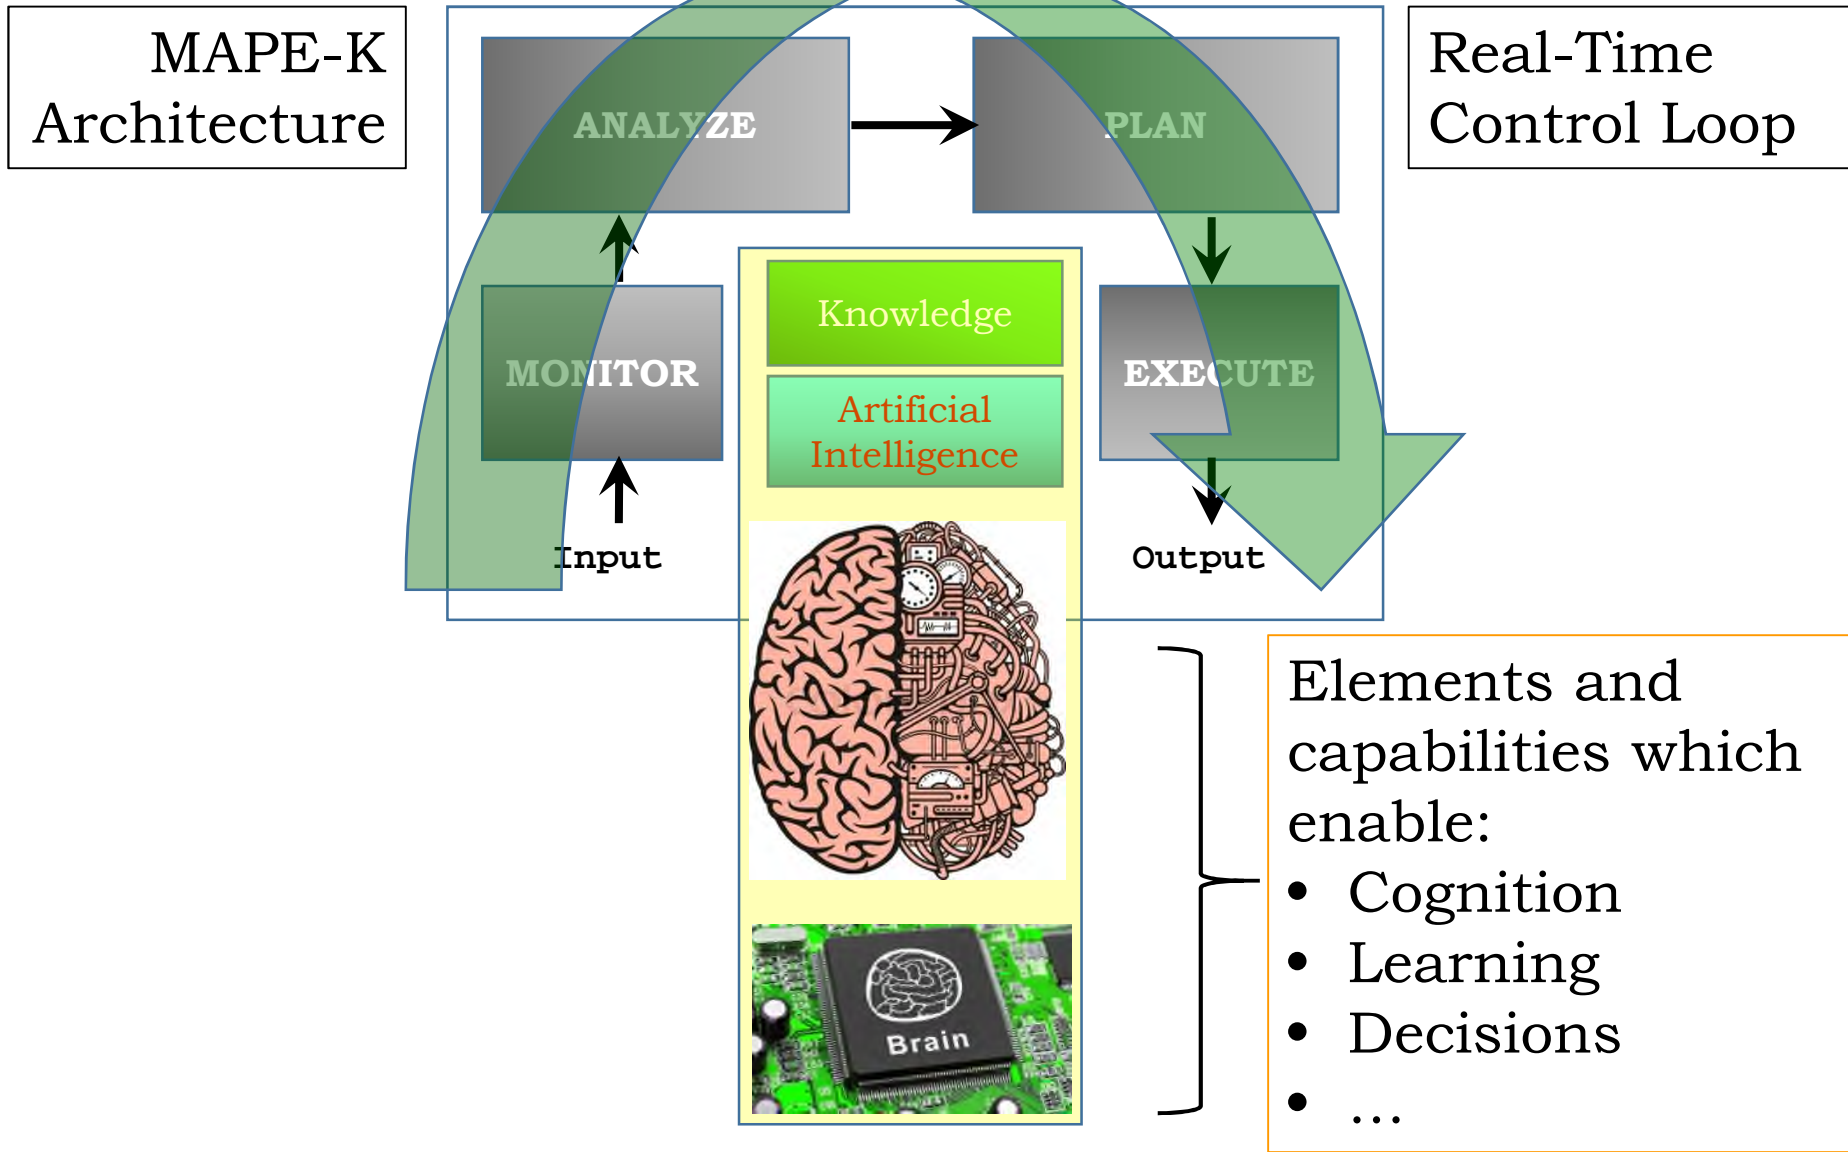 MAPE-K
Architecture
Real-Time
Control Loop
ANALYZE
PLAN
MONITOR
EXECUTE
Knowledge
Artificial
Intelligence
Input
Output
Brain
Elements and
capabilities which
enable:
• Cognition
• Learning
• Decisions
• ...